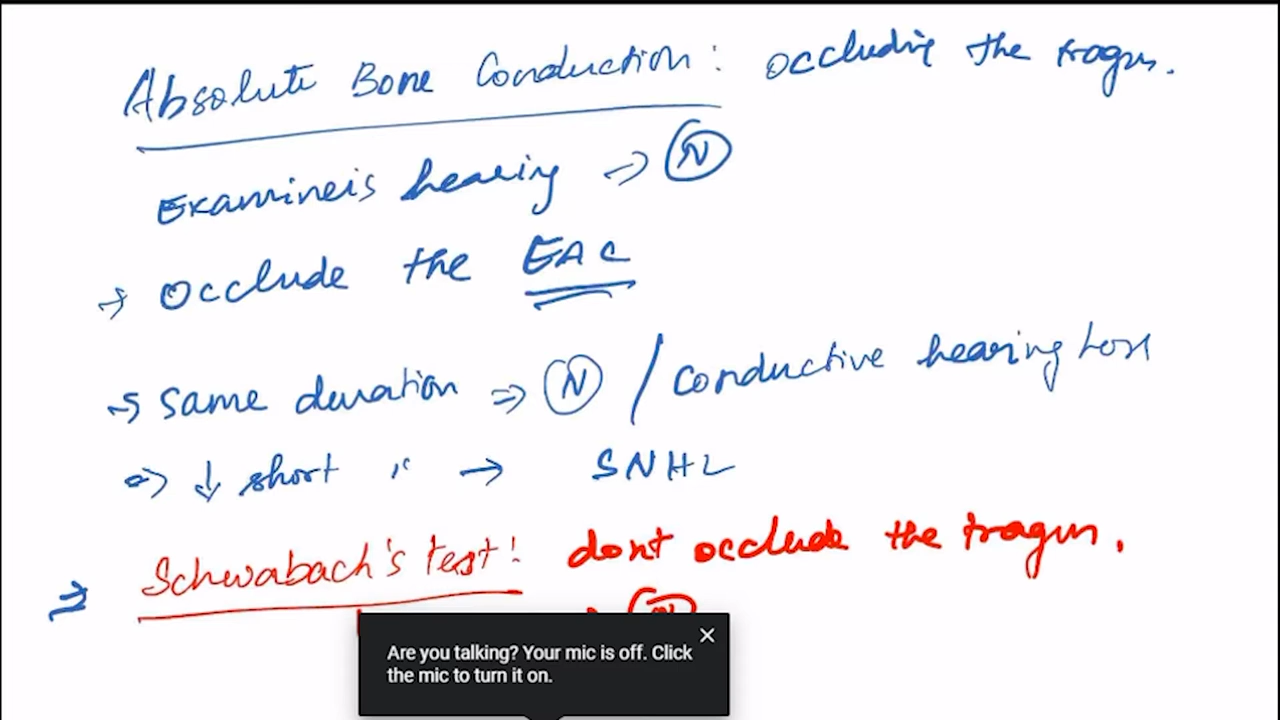 Absolute Bone Conduction : occluding the tragus.
Examineis hearing => (N)
→ Occlude the EAC
→ Same duration => (N) / Conductive hearing Loss
=> ↓ short " → SNHL
=> Schwabach's test! dont occlude the tragus.
(N)
Are you talking? Your mic is off. Click
the mic to turn it on.